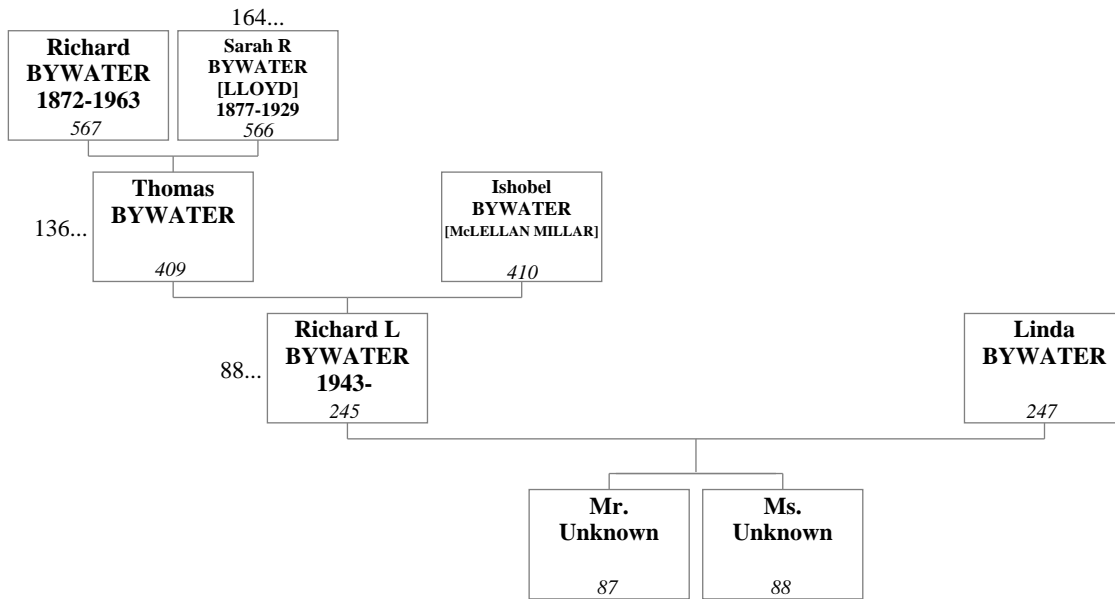 164...
Richard
BYWATER
1872-1963
567
Sarah R
BYWATER
[LLOYD]
1877-1929
566
136...
Thomas
BYWATER
409
Ishobel
BYWATER
[McLELLAN MILLAR]
410
88...
Richard L
BYWATER
1943-
245
Linda
BYWATER
247
Mr.
Unknown
87
Ms.
Unknown
88